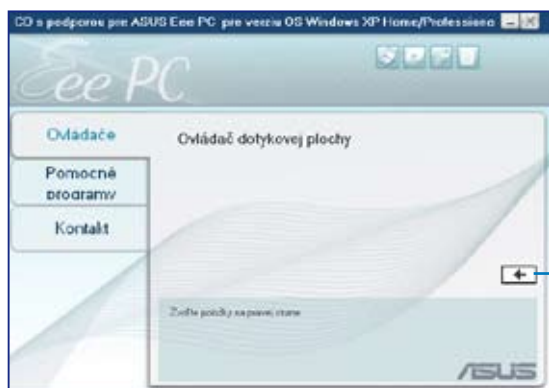 CD s podporou pre ASUS Eee PC pre verziu OS Windows XP Home/Professiona
Eee PC
Ovládače
Ovládač dotykovej plochy
Pomocné
programy
Kontakt
Zvoľte položky na pravej strane
ASUS